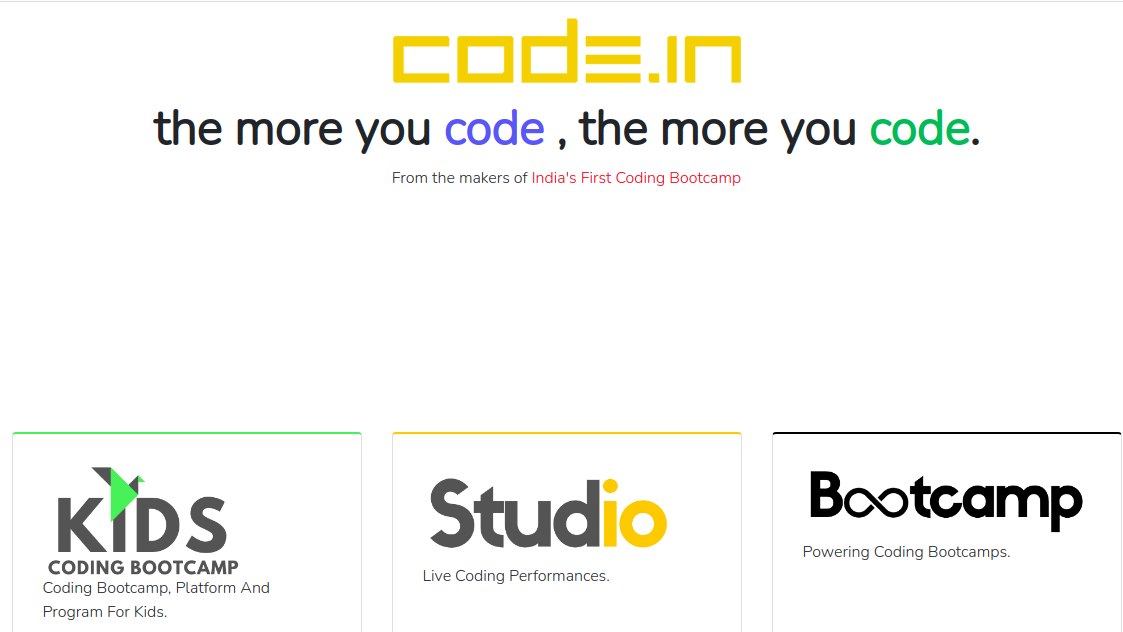 code.in
the more you code , the more you code.
From the makers of India's First Coding Bootcamp
KIDS
CODING BOOTCAMP
Coding Bootcamp, Platform And
Program For Kids.
Studio
Live Coding Performances.
Bootcamp
Powering Coding Bootcamps.